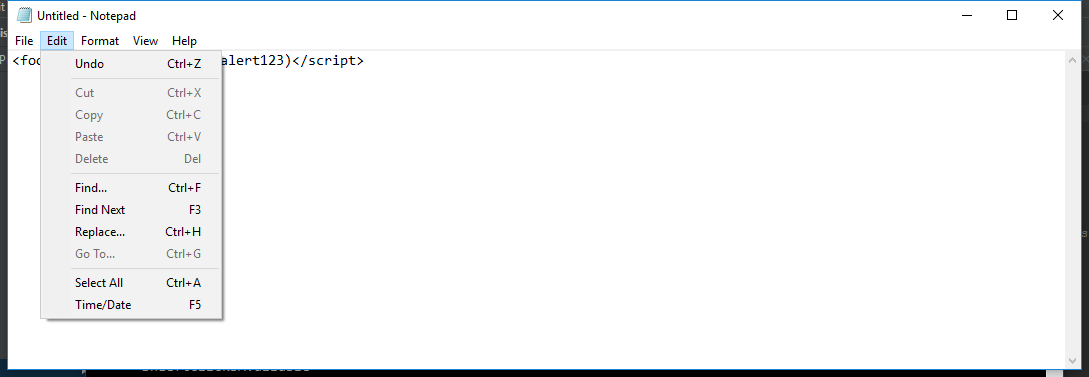 Untitled - Notepad
File Edit Format View Help
<foo alert123)</script>
Undo Ctrl+Z
Cut Ctrl+X
Copy Ctrl+C
Paste Ctrl+V
Delete Del
Find... Ctrl+F
Find Next F3
Replace... Ctrl+H
Go To... Ctrl+G
Select All Ctrl+A
Time/Date F5